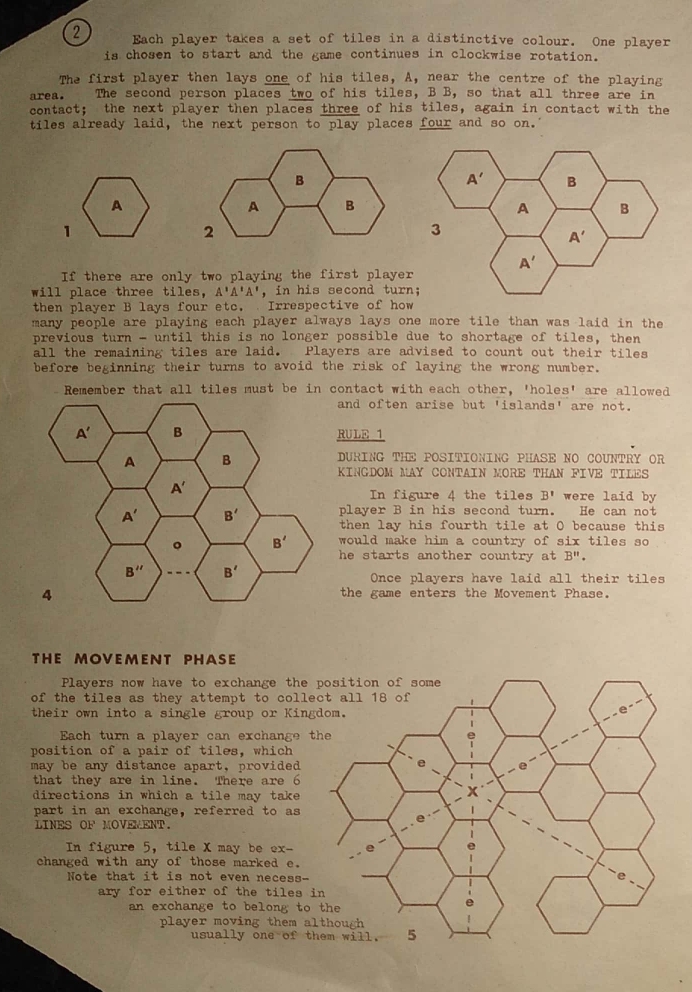 2
Each player takes a set of tiles in a distinctive colour. One player
is chosen to start and the game continues in clockwise rotation.
The first player then lays one of his tiles, A, near the centre of the playing
area. The second person places two of his tiles, B B, so that all three are in
contact; the next player then places three of his tiles, again in contact with the
tiles already laid, the next person to play places four and so on.
A
1
B
A
B
2
A'
B
A
B
A'
A'
3
If there are only two playing the first player
will place three tiles, A'A'A', in his second turn;
then player B lays four etc. Irrespective of how
many people are playing each player always lays one more tile than was laid in the
previous turn - until this is no longer possible due to shortage of tiles, then
all the remaining tiles are laid. Players are advised to count out their tiles
before beginning their turns to avoid the risk of laying the wrong number.
Remember that all tiles must be in contact with each other, 'holes' are allowed
and often arise but 'islands' are not.
A'
B
A
B
A'
A'
B'
o
B'
B"
B'
4
RULE 1
DURING THE POSITIONING PHASE NO COUNTRY OR
KINGDOM MAY CONTAIN MORE THAN FIVE TILES
In figure 4 the tiles B' were laid by
player B in his second turn. He can not
then lay his fourth tile at O because this
would make him a country of six tiles so
he starts another country at B".
Once players have laid all their tiles
the game enters the Movement Phase.
THE MOVEMENT PHASE
Players now have to exchange the position of some
of the tiles as they attempt to collect all 18 of
their own into a single group or Kingdom.
Each turn a player can exchange the
position of a pair of tiles, which
may be any distance apart, provided
that they are in line. There are 6
directions in which a tile may take
part in an exchange, referred to as
LINES OF MOVEMENT.
In figure 5, tile X may be ex-
changed with any of those marked e.
Note that it is not even necess-
ary for either of the tiles in
an exchange to belong to the
player moving them although
usually one of them will.
e
e
e
e
X
e
e
e
e
e
5